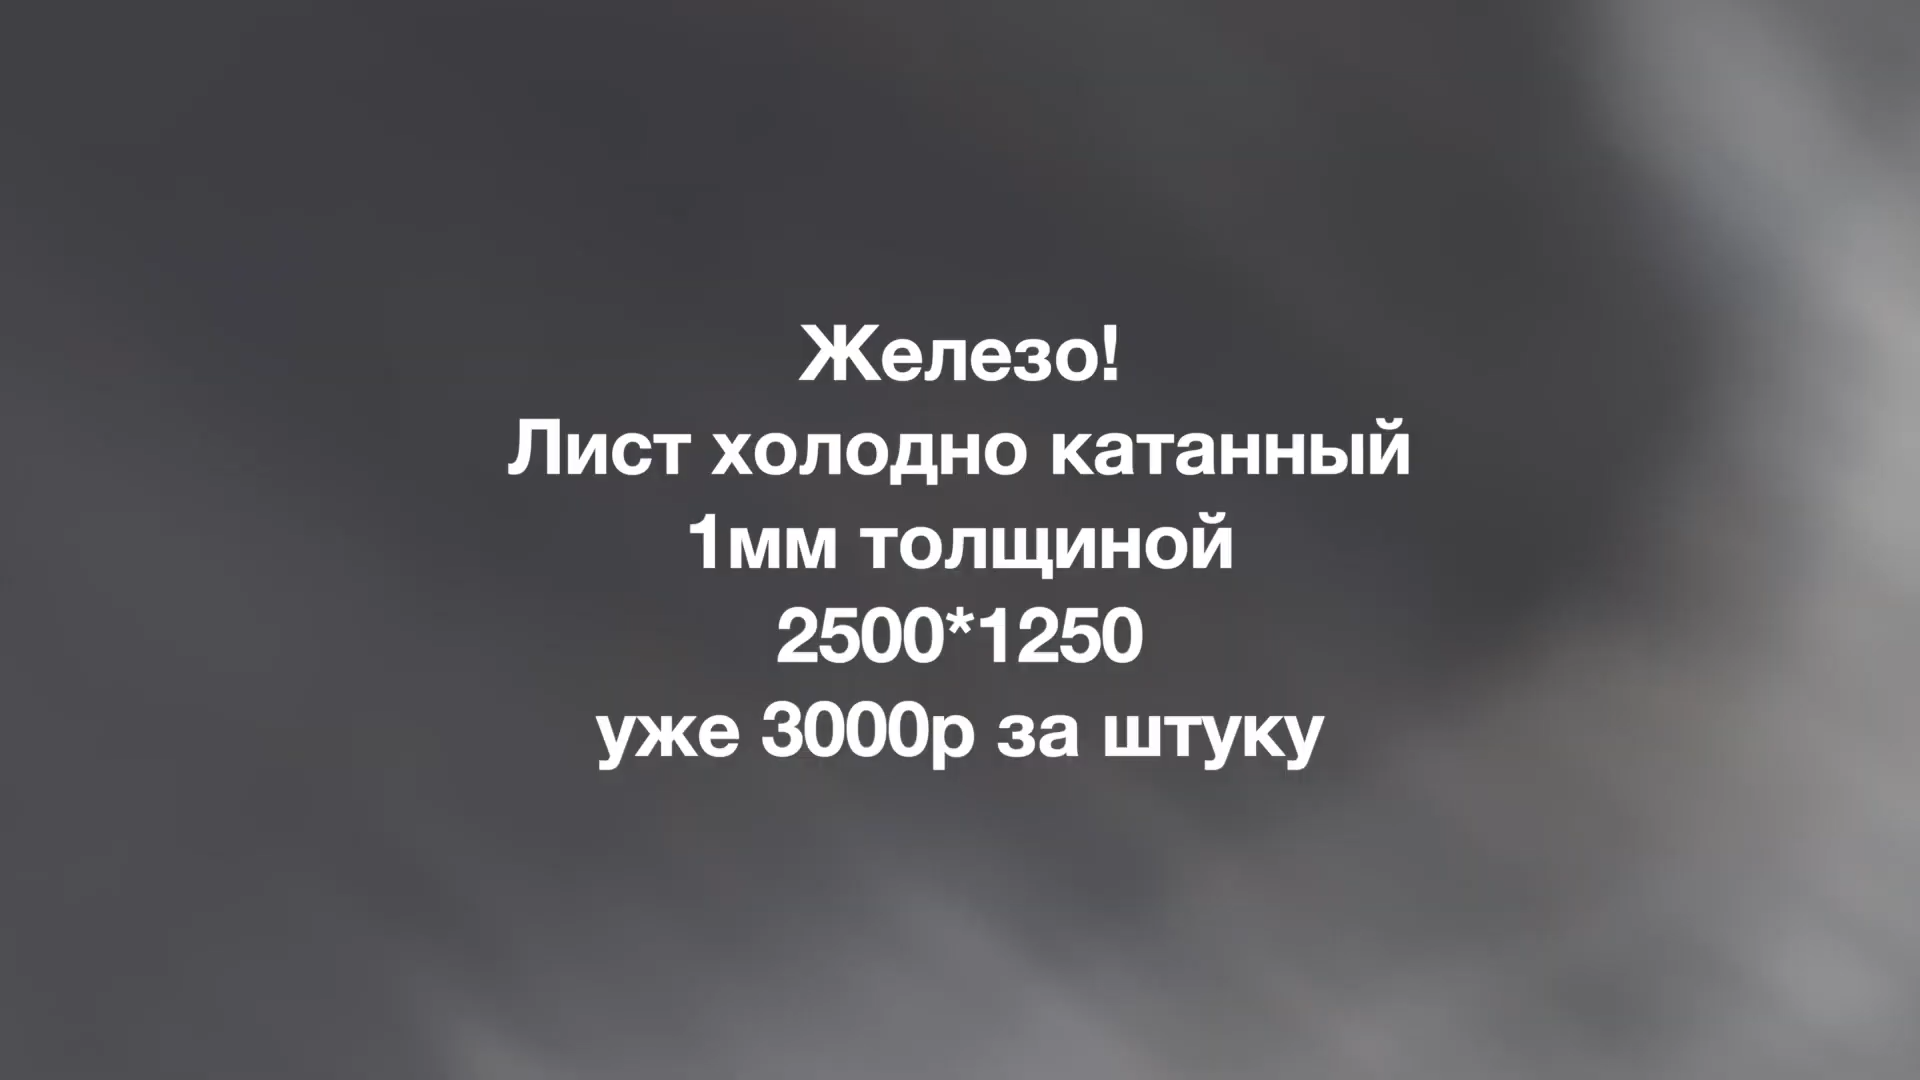 Железо!
Лист холодно катанный
1мм толщиной
2500*1250
уже 3000р за штуку